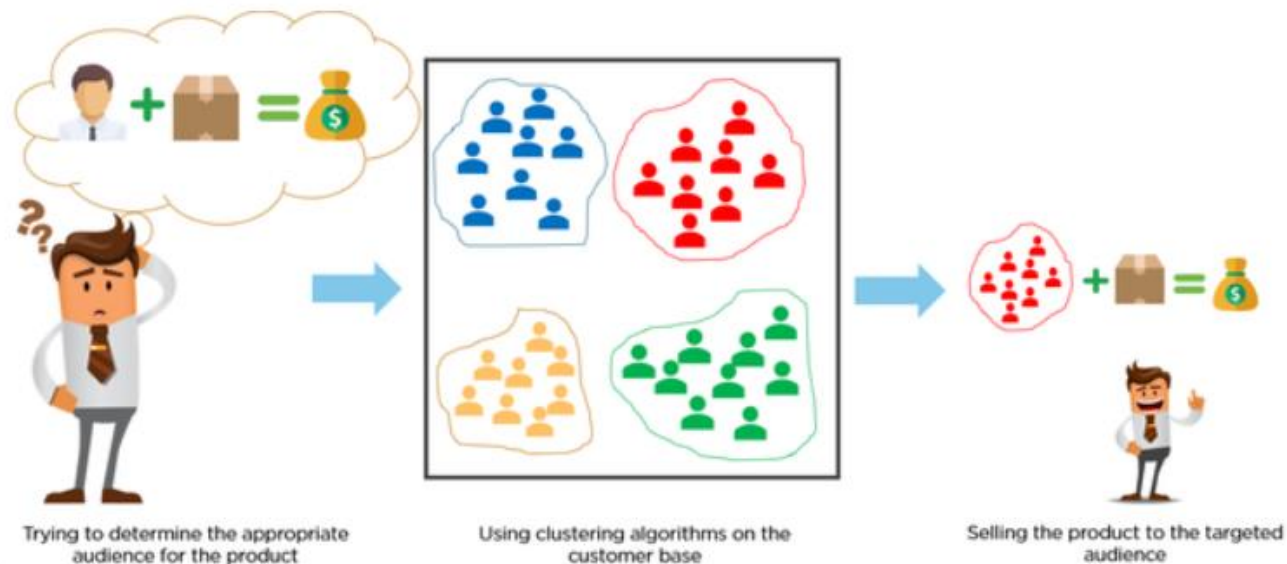 ??
$
$
Trying to determine the appropriate
audience for the product
Using clustering algorithms on the
customer base
Selling the product to the targeted
audience